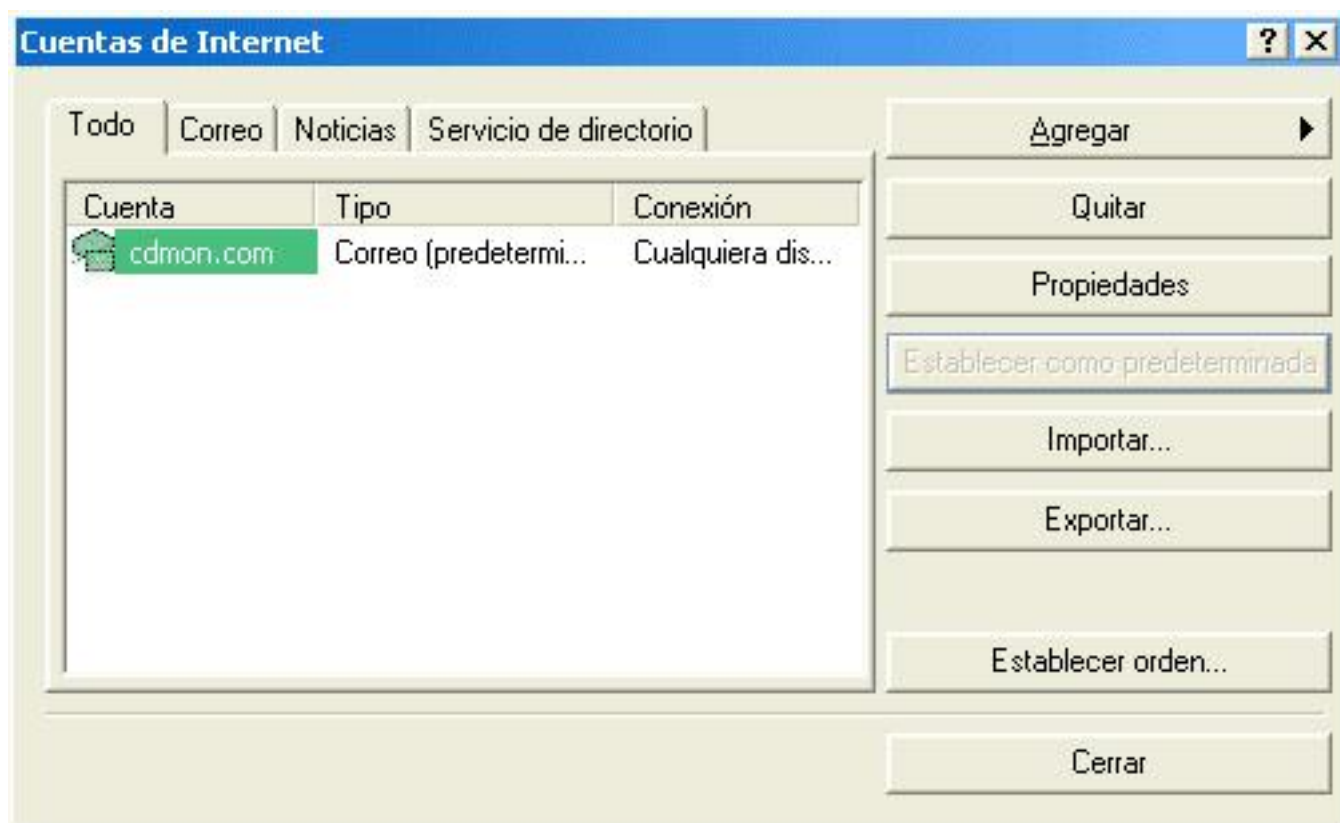 Cuentas de Internet
Todo Correo Noticias Servicio de directorio
Cuenta Tipo Conexión
cdmon.com Correo (predetermi... Cualquiera dis...
Agregar
Quitar
Propiedades
Establecer como predeterminada
Importar...
Exportar...
Establecer orden...
Cerrar